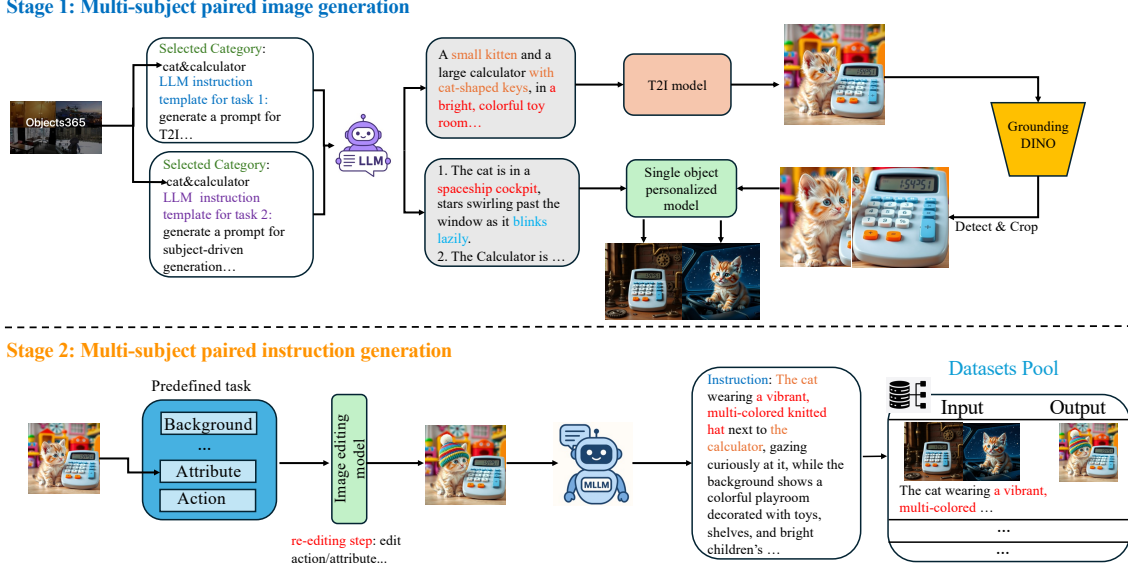 Stage 1: Multi-subject paired image generation
Selected Category:
cat&calculator
LLM instruction
template for task 1:
generate a prompt for
T2I…
Objects365
Selected Category:
cat&calculator
LLM instruction
template for task 2:
generate a prompt for
subject-driven
generation…
LLM
A small kitten and a
large calculator with
cat-shaped keys, in a
bright, colorful toy
room…
T2I model
Grounding
DINO
1. The cat is in a
spaceship cockpit,
stars swirling past the
window as it blinks
lazily.
2. The Calculator is …
Single object
personalized
model
Detect & Crop
Stage 2: Multi-subject paired instruction generation
Predefined task
Background
...
Attribute
Action
Image editing
model
re-editing step: edit
action/attribute...
MLLM
Instruction: The cat
wearing a vibrant,
multi-colored knitted
hat next to the
calculator, gazing
curiously at it, while the
background shows a
colorful playroom
decorated with toys,
shelves, and bright
children's …
Datasets Pool
Input
Output
The cat wearing a vibrant,
multi-colored …
...
...